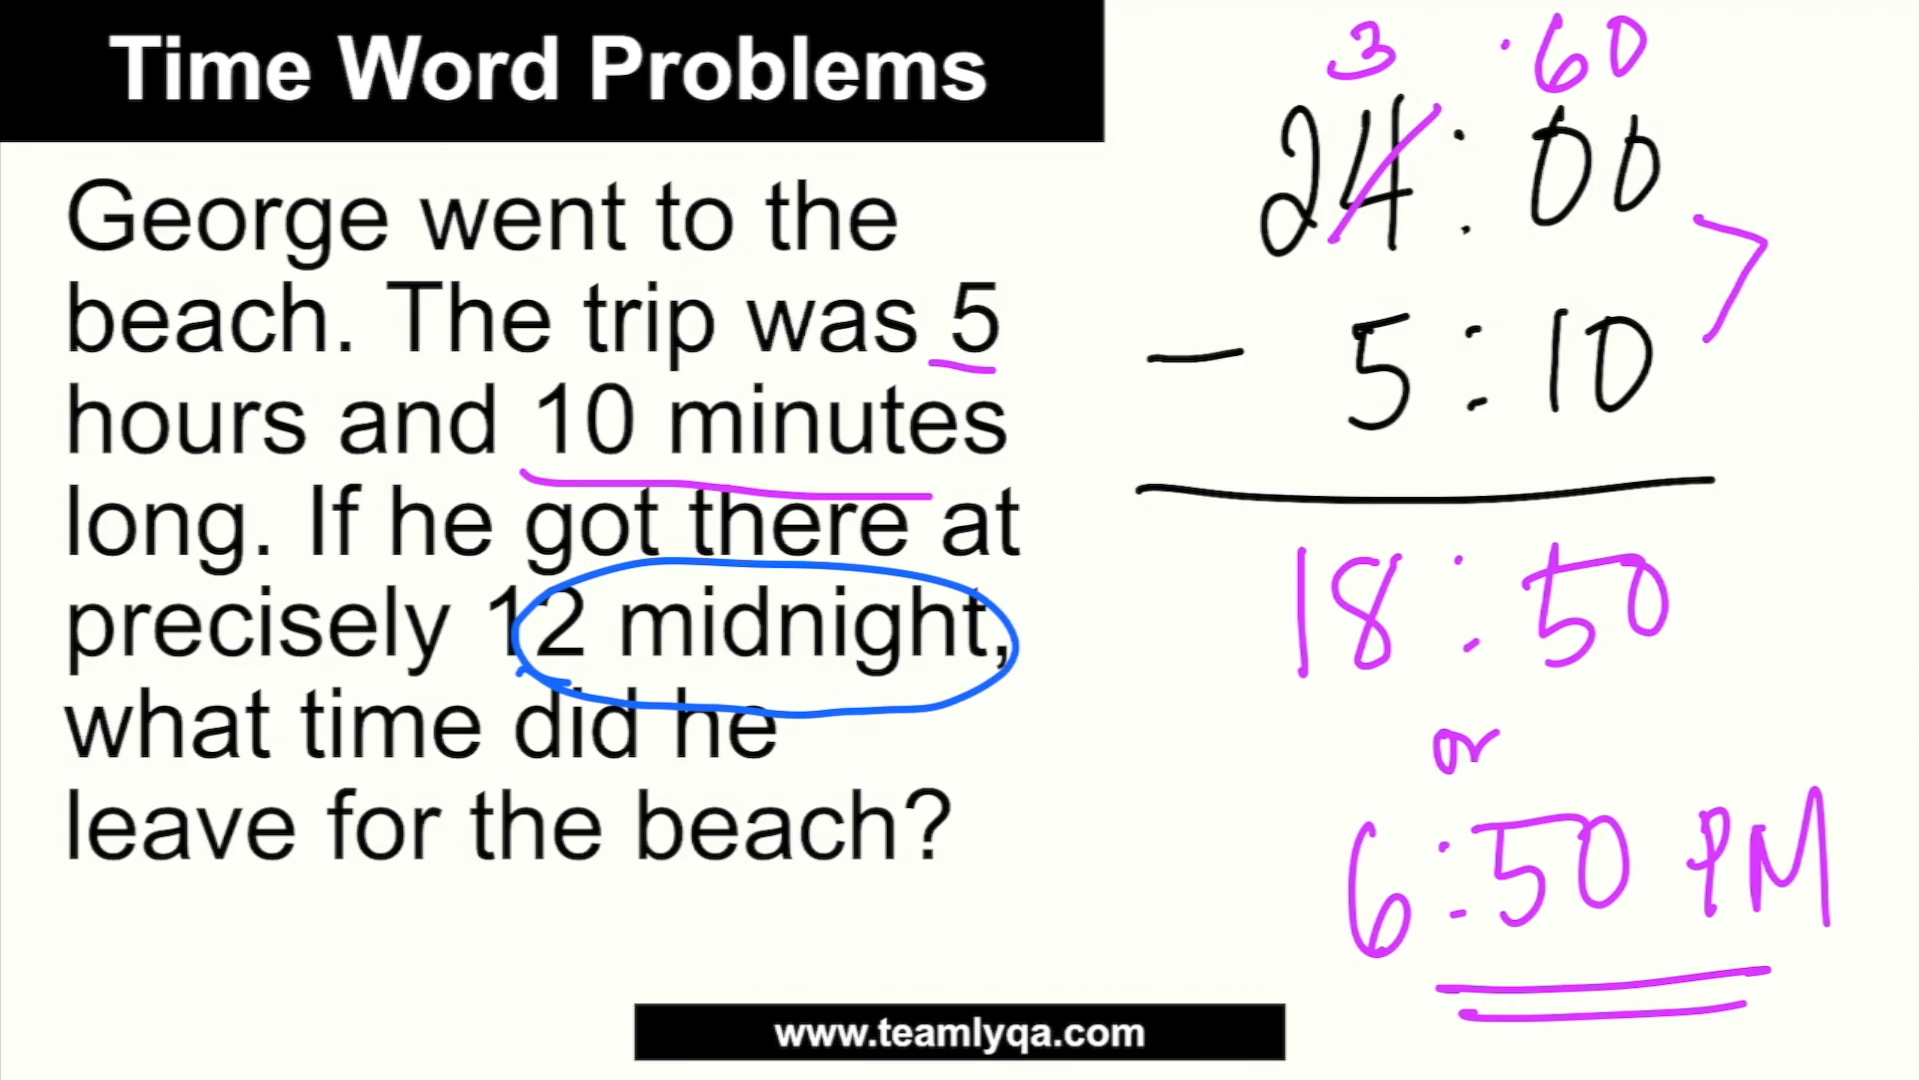 Time Word Problems
George went to the
beach. The trip was 5
hours and 10 minutes
long. If he got there at
precisely 12 midnight,
what time did he
leave for the beach?
3 .60
24:00
- 5:10
18:50
or
6:50 PM
www.teamlyqa.com